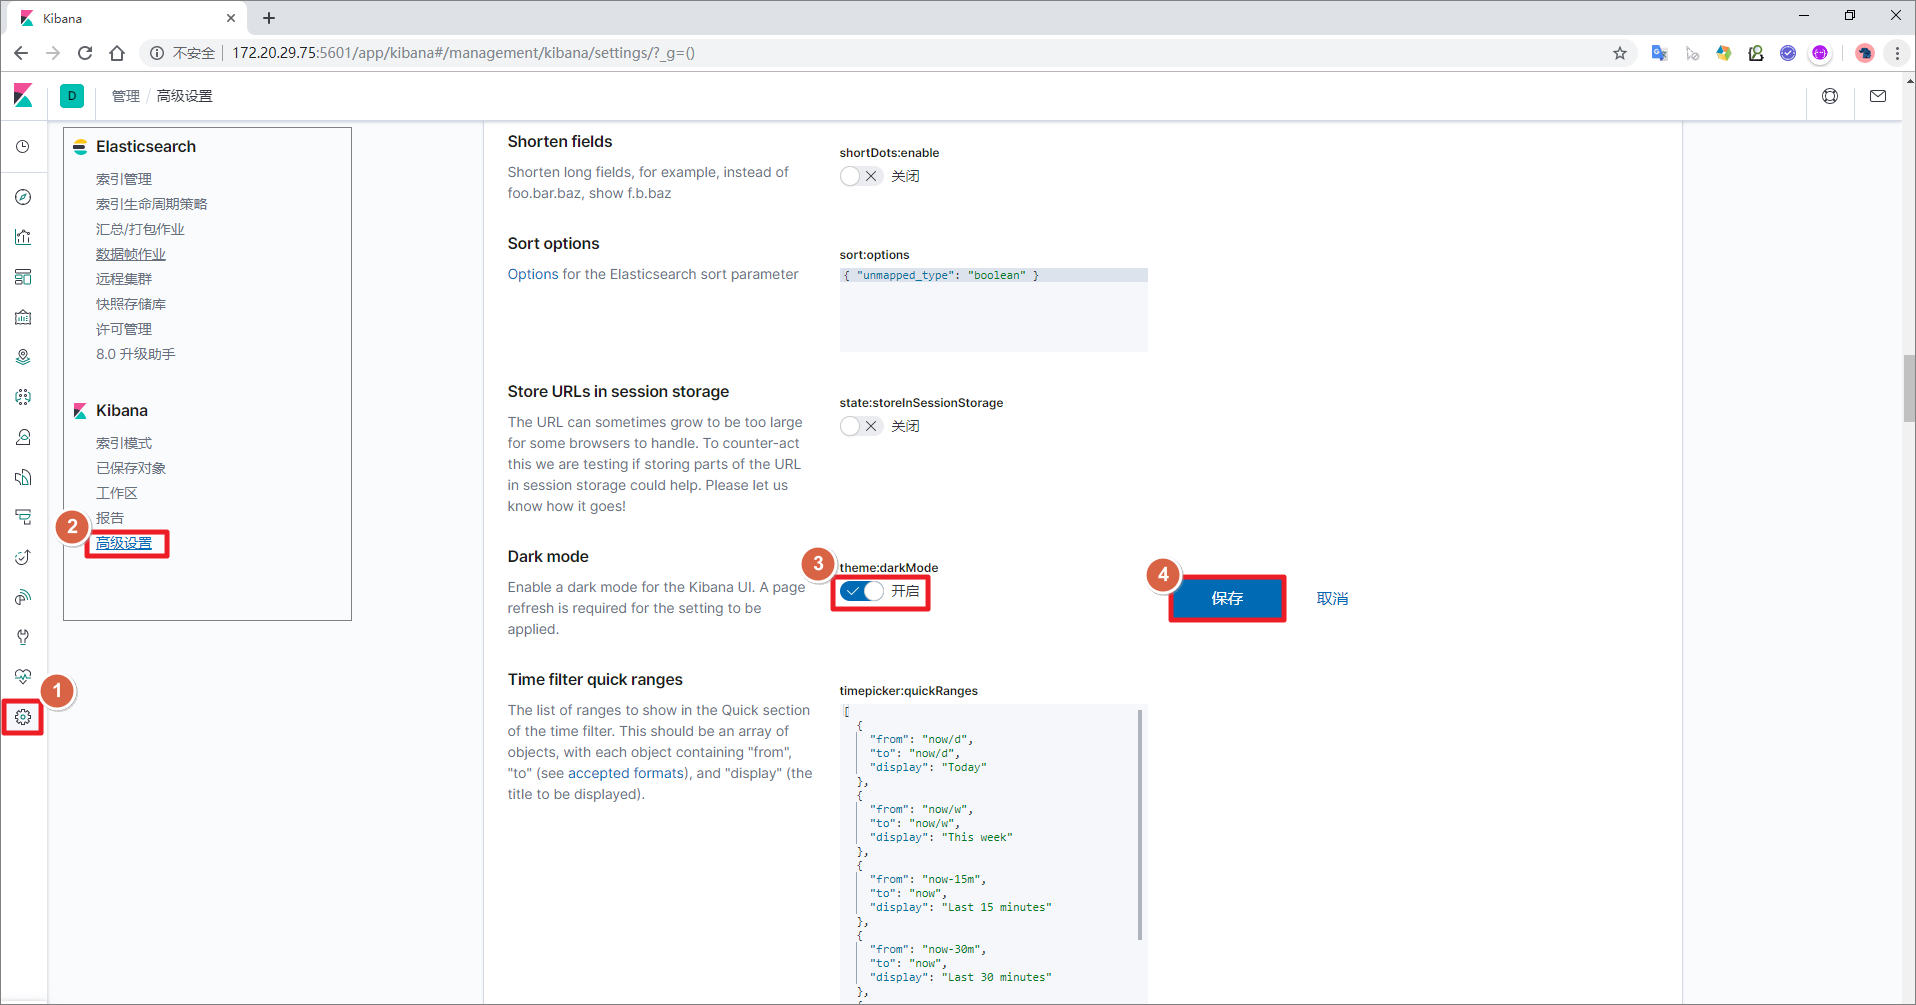 Kibana
不安全
172.20.29.75:5601/app/kibana#/management/kibana/settings/?_g=()
D
管理 / 高级设置
Elasticsearch
索引管理
索引生命周期策略
汇总/打包作业
数据帧作业
远程集群
快照存储库
许可管理
8.0 升级助手
Kibana
索引模式
已保存对象
工作区
报告
2
高级设置
1
Shorten fields
Shorten long fields, for example, instead of
foo.bar.baz, show f.b.baz
shortDots:enable
关闭
Sort options
Options for the Elasticsearch sort parameter
sort:options
{ "unmapped_type": "boolean" }
Store URLs in session storage
The URL can sometimes grow to be too large
for some browsers to handle. To counter-act
this we are testing if storing parts of the URL
in session storage could help. Please let us
know how it goes!
state:storeInSessionStorage
关闭
Dark mode
Enable a dark mode for the Kibana UI. A page
refresh is required for the setting to be
applied.
3
theme:darkMode
开启
4
保存
取消
Time filter quick ranges
The list of ranges to show in the Quick section
of the time filter. This should be an array of
objects, with each object containing "from",
"to" (see accepted formats), and "display" (the
title to be displayed).
timepicker:quickRanges
[
{
"from": "now/d",
"to": "now/d",
"display": "Today"
},
{
"from": "now/w",
"to": "now/w",
"display": "This week"
},
{
"from": "now-15m",
"to": "now",
"display": "Last 15 minutes"
},
{
"from": "now-30m",
"to": "now",
"display": "Last 30 minutes"
},
{